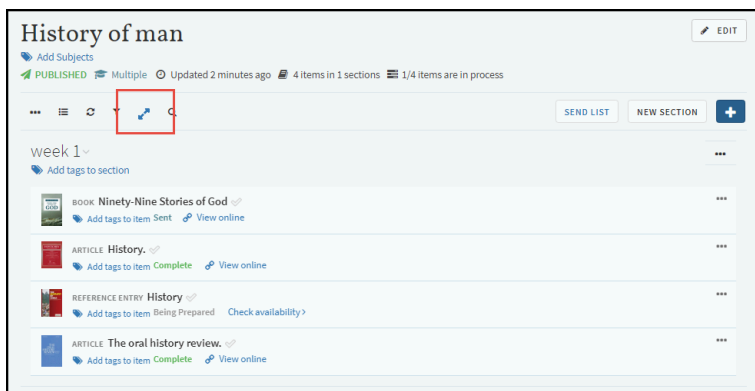 History of man
EDIT
Add Subjects
PUBLISHED Multiple Updated 2 minutes ago 4 items in 1 sections 1/4 items are in process
SEND LIST NEW SECTION
week 1
Add tags to section
BOOK Ninety-Nine Stories of God
Add tags to item Sent View online
ARTICLE History.
Add tags to item Complete View online
REFERENCE ENTRY History
Add tags to item Being Prepared Check availability >
ARTICLE The oral history review.
Add tags to item Complete View online